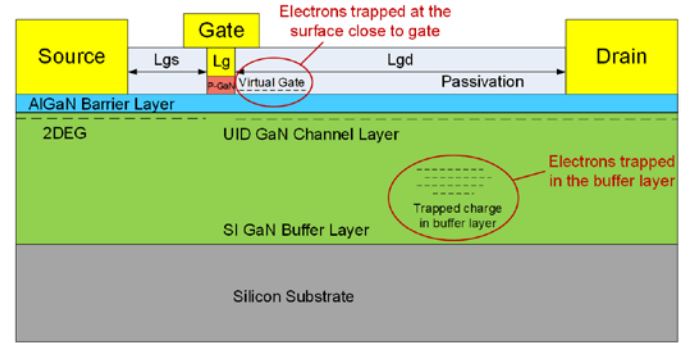 Electrons trapped at the
surface close to gate
Gate
Source
Lgs
Lg
Lgd
Drain
P-GaN
Virtual Gate
Passivation
AlGaN Barrier Layer
2DEG
UID GaN Channel Layer
Electrons trapped
in the buffer layer
Trapped charge
in buffer layer
SI GaN Buffer Layer
Silicon Substrate